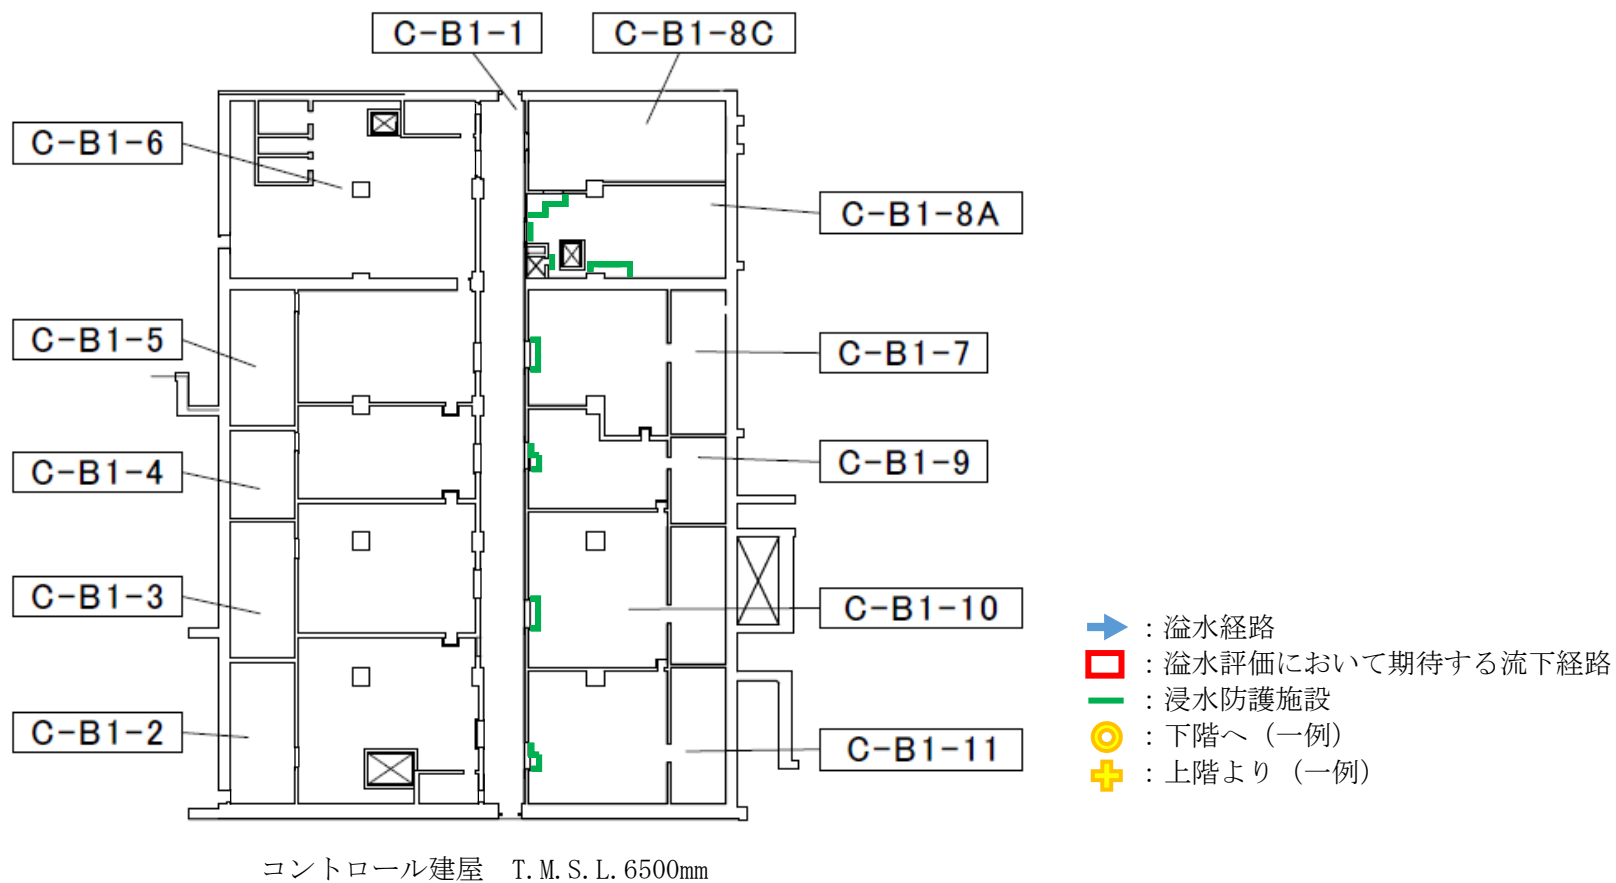 C-B1-1
C-B1-8C
C-B1-6
C-B1-8A
C-B1-5
C-B1-7
C-B1-4
C-B1-9
C-B1-3
C-B1-10
C-B1-2
C-B1-11
：溢水経路
：溢水評価において期待する流下経路
：浸水防護施設
：下階へ（一例）
：上階より（一例）
コントロール建屋　T.M.S.L.6500mm